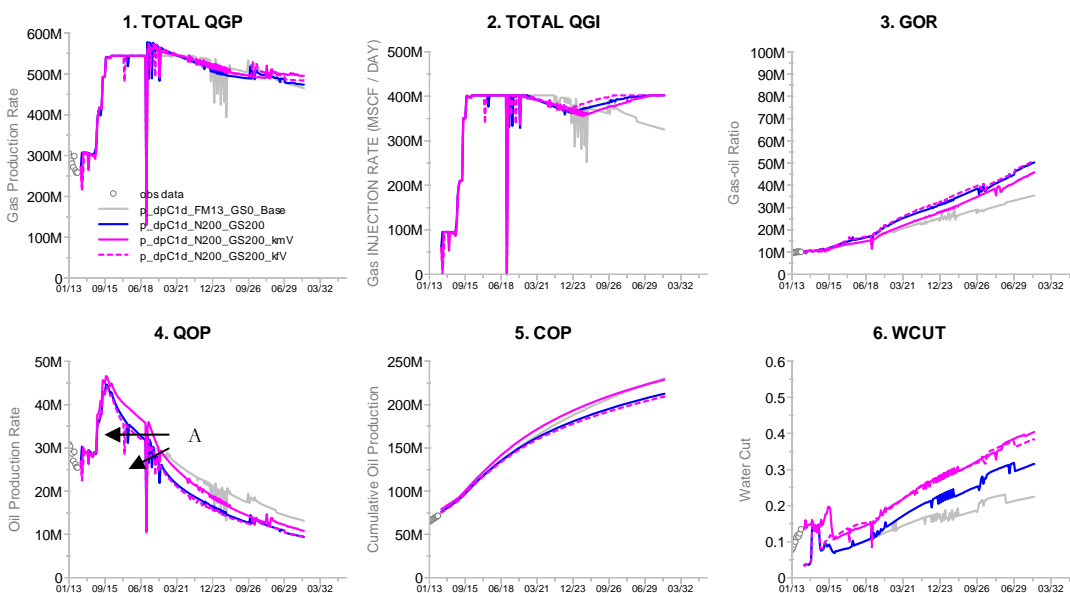 1. TOTAL QGP
600M
500M
400M
300M
200M
100M
0
Gas Production Rate
obs data
p_dpC1d_FM13_GS0_Base
p_dpC1d_N200_GS200
p_dpC1d_N200_GS200_kmV
p_dpC1d_N200_GS200_kfV
01/13 09/15 06/18 03/21 12/23 09/26 06/29 03/32
2. TOTAL QGI
500M
400M
300M
200M
100M
0
Gas INJECTION RATE (MSCF / DAY)
01/13 09/15 06/18 03/21 12/23 09/26 06/29 03/32
3. GOR
100M
90M
80M
70M
60M
50M
40M
30M
20M
10M
0
Gas-oil Ratio
01/13 09/15 06/18 03/21 12/23 09/26 06/29 03/32
4. QOP
50M
40M
30M
20M
10M
0
Oil Production Rate
A
01/13 09/15 06/18 03/21 12/23 09/26 06/29 03/32
5. COP
250M
200M
150M
100M
50M
0
Cumulative Oil Production
01/13 09/15 06/18 03/21 12/23 09/26 06/29 03/32
6. WCUT
0.6
0.5
0.4
0.3
0.2
0.1
0
Water Cut
01/13 09/15 06/18 03/21 12/23 09/26 06/29 03/32